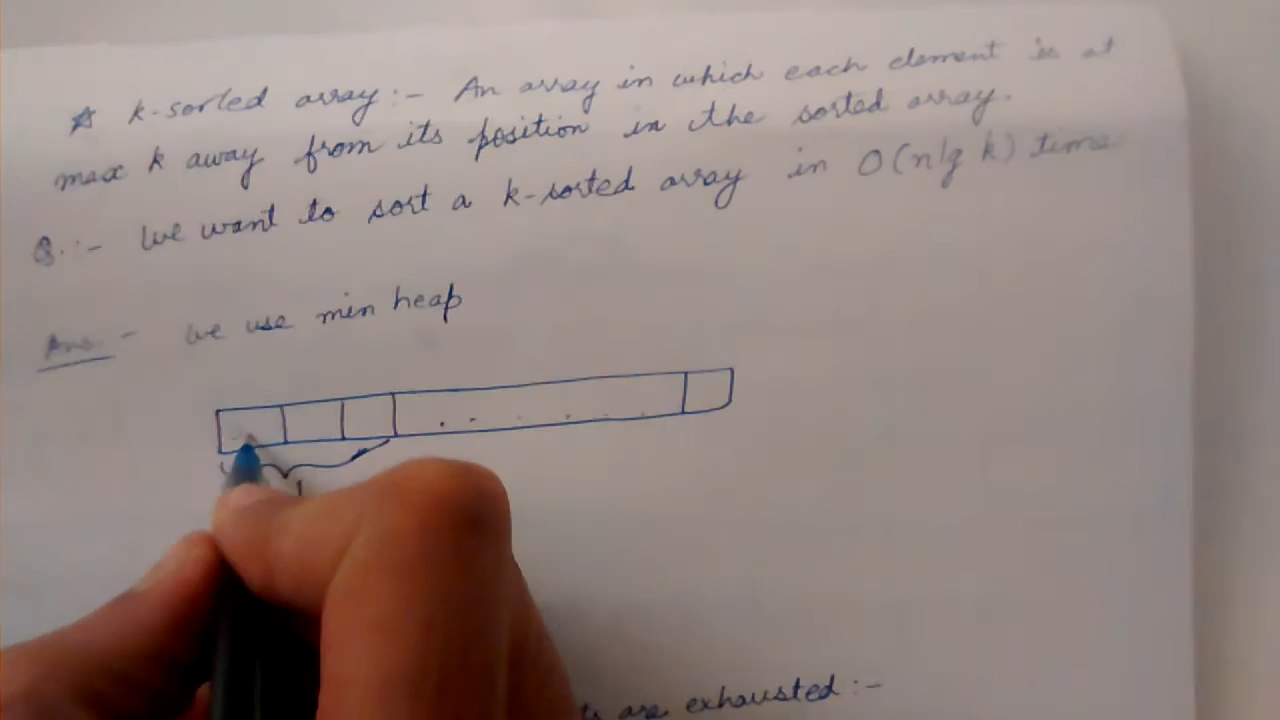 ☆ k-sorted array:- An array in which each element is at
max k away from its position in the sorted array.
Q.:- We want to sort a k-sorted array in O(nlg k) time
Ans:- We use min heap
are exhausted:-